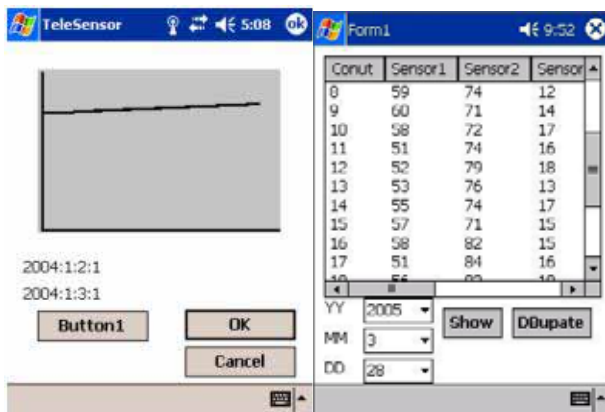 TeleSensor 5:08 ok
2004:1:2:1
2004:1:3:1
Button1 OK
Cancel
Form1 9:52
Conut Sensor1 Sensor2 Sensor
8 59 74 12
9 60 71 14
10 58 72 17
11 51 74 16
12 52 79 18
13 53 76 13
14 55 74 17
15 57 71 15
16 58 82 15
17 51 84 16
YY 2005
Show DBupate
MM 3
DD 28